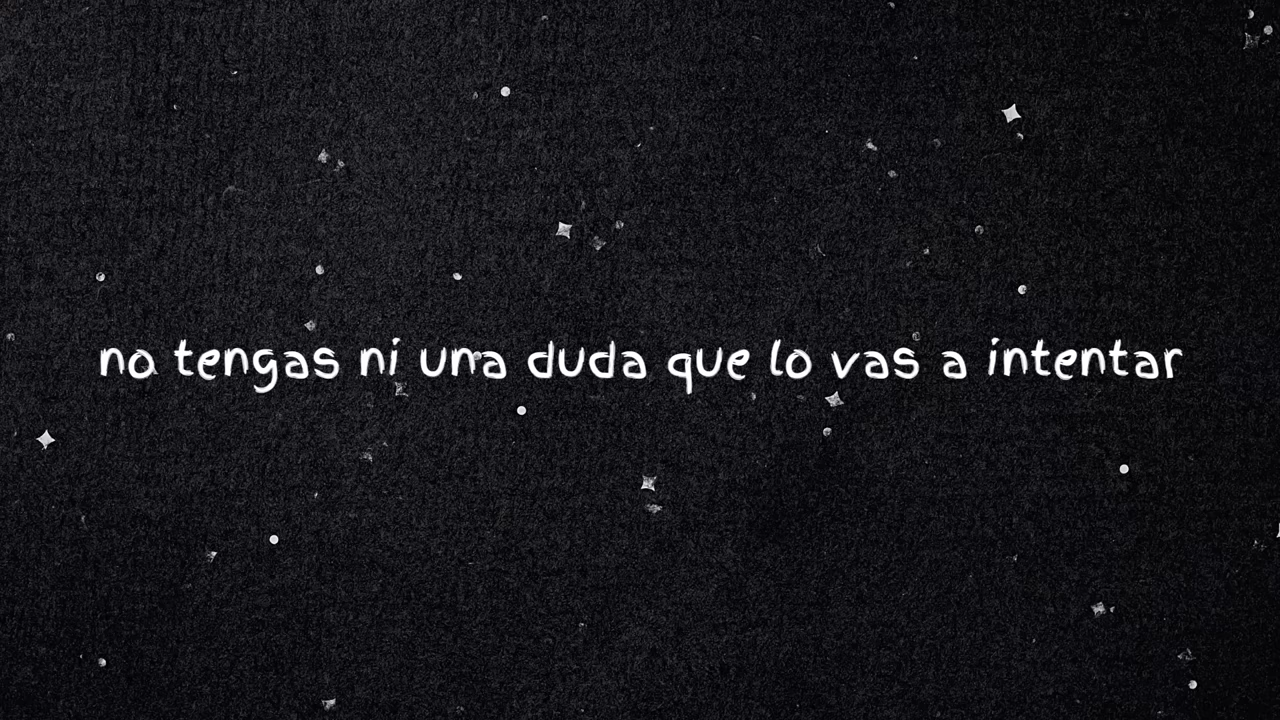 no tengas ni una duda que lo vas a intentar